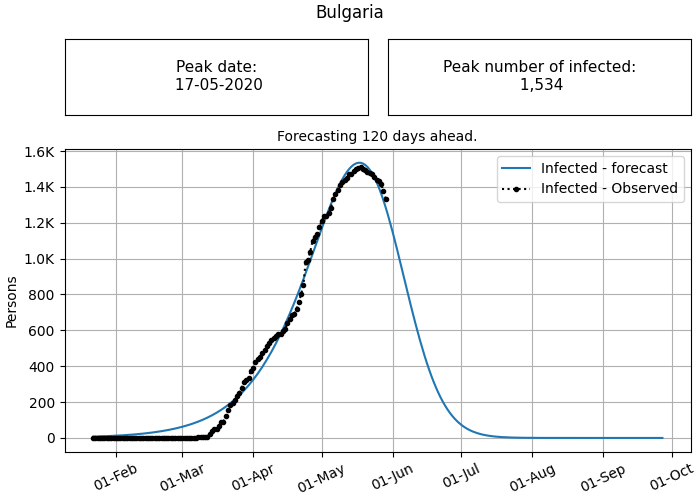 Bulgaria
Peak date:
17-05-2020
Peak number of infected:
1,534
Forecasting 120 days ahead.
1.6K
1.4K
1.2K
1.0K
800
600
400
200
0
Persons
Infected - forecast
Infected - Observed
01-Feb
01-Mar
01-Apr
01-May
01-Jun
01-Jul
01-Aug
01-Sep
01-Oct